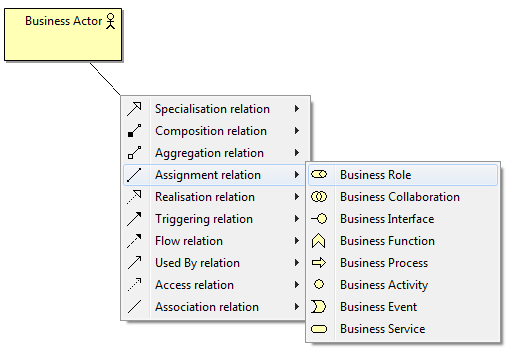 Business Actor
Specialisation relation
Composition relation
Aggregation relation
Assignment relation
Realisation relation
Triggering relation
Flow relation
Used By relation
Access relation
Association relation
Business Role
Business Collaboration
Business Interface
Business Function
Business Process
Business Activity
Business Event
Business Service